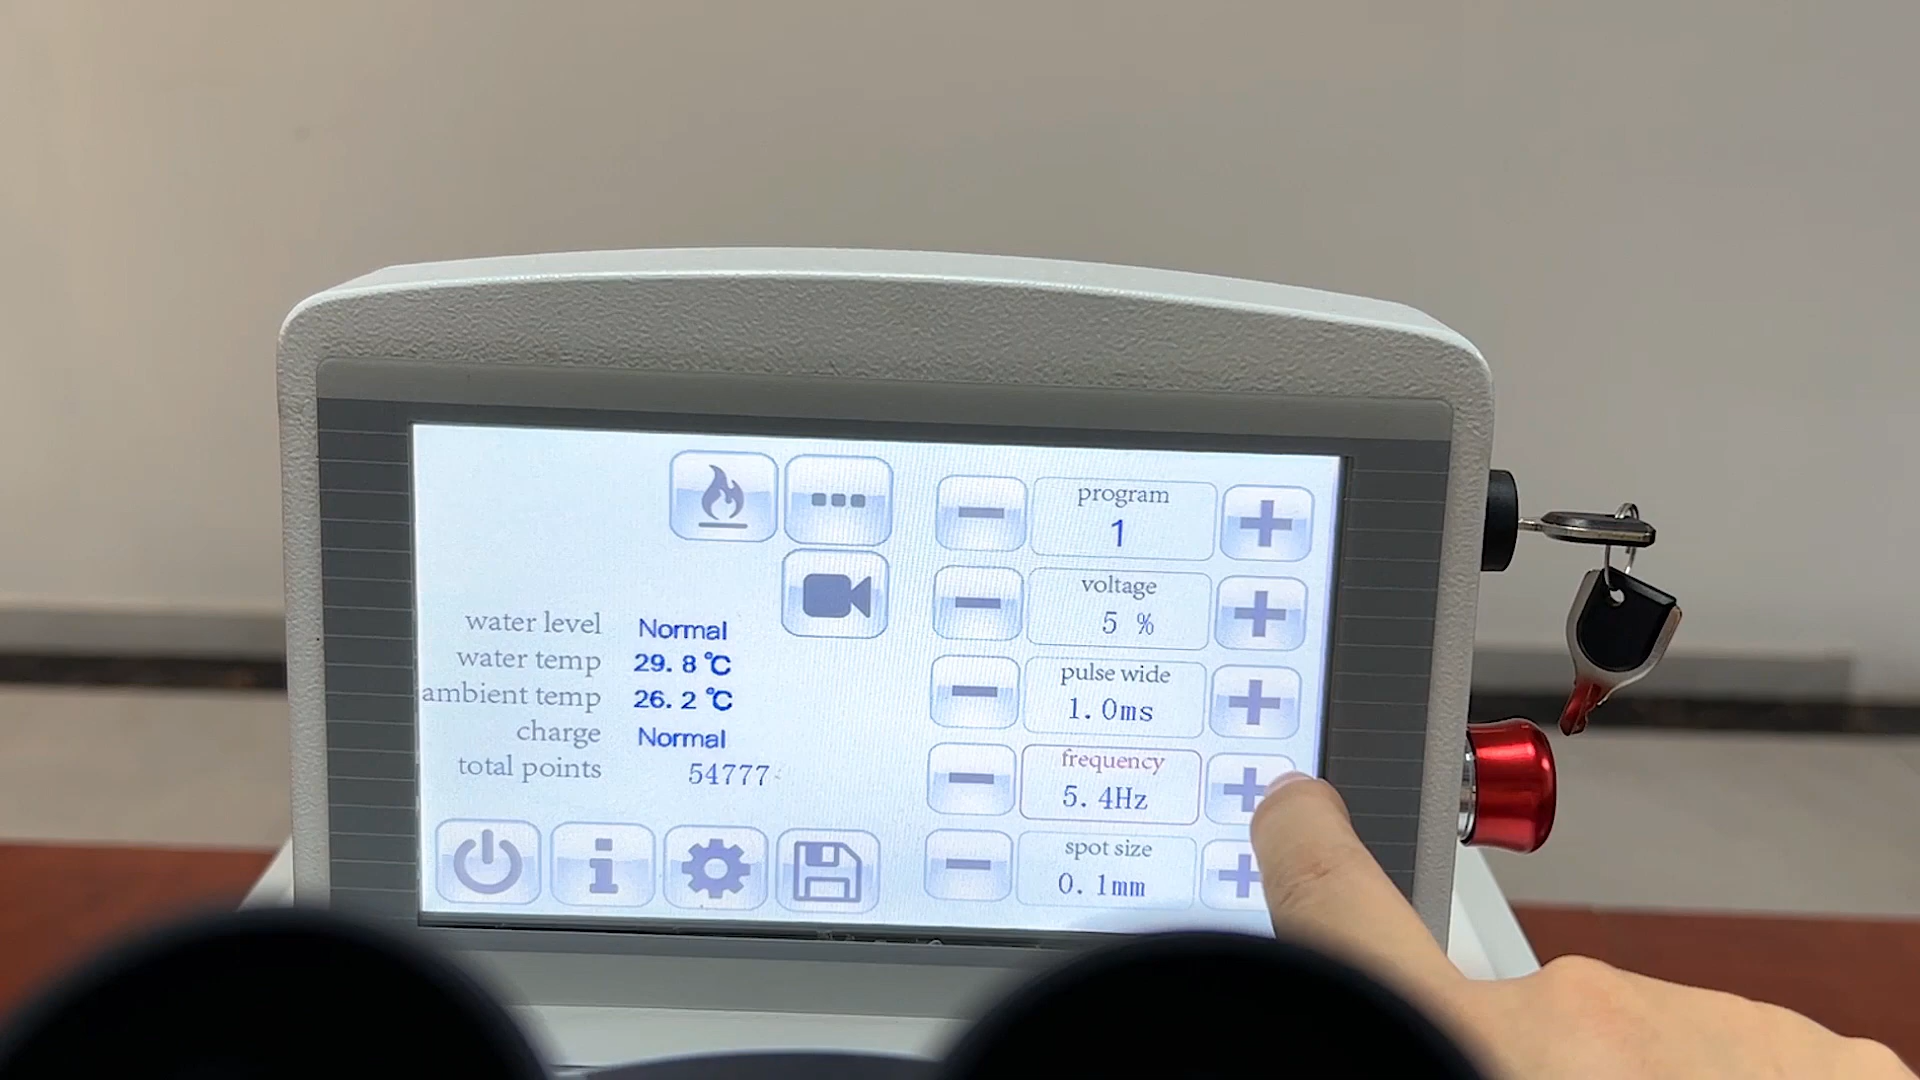 water level Normal
water temp 29.8℃
ambient temp 26.2℃
charge Normal
total points 54777
program
1
voltage
5 %
pulse wide
1.0ms
frequency
5.4Hz
spot size
0.1mm